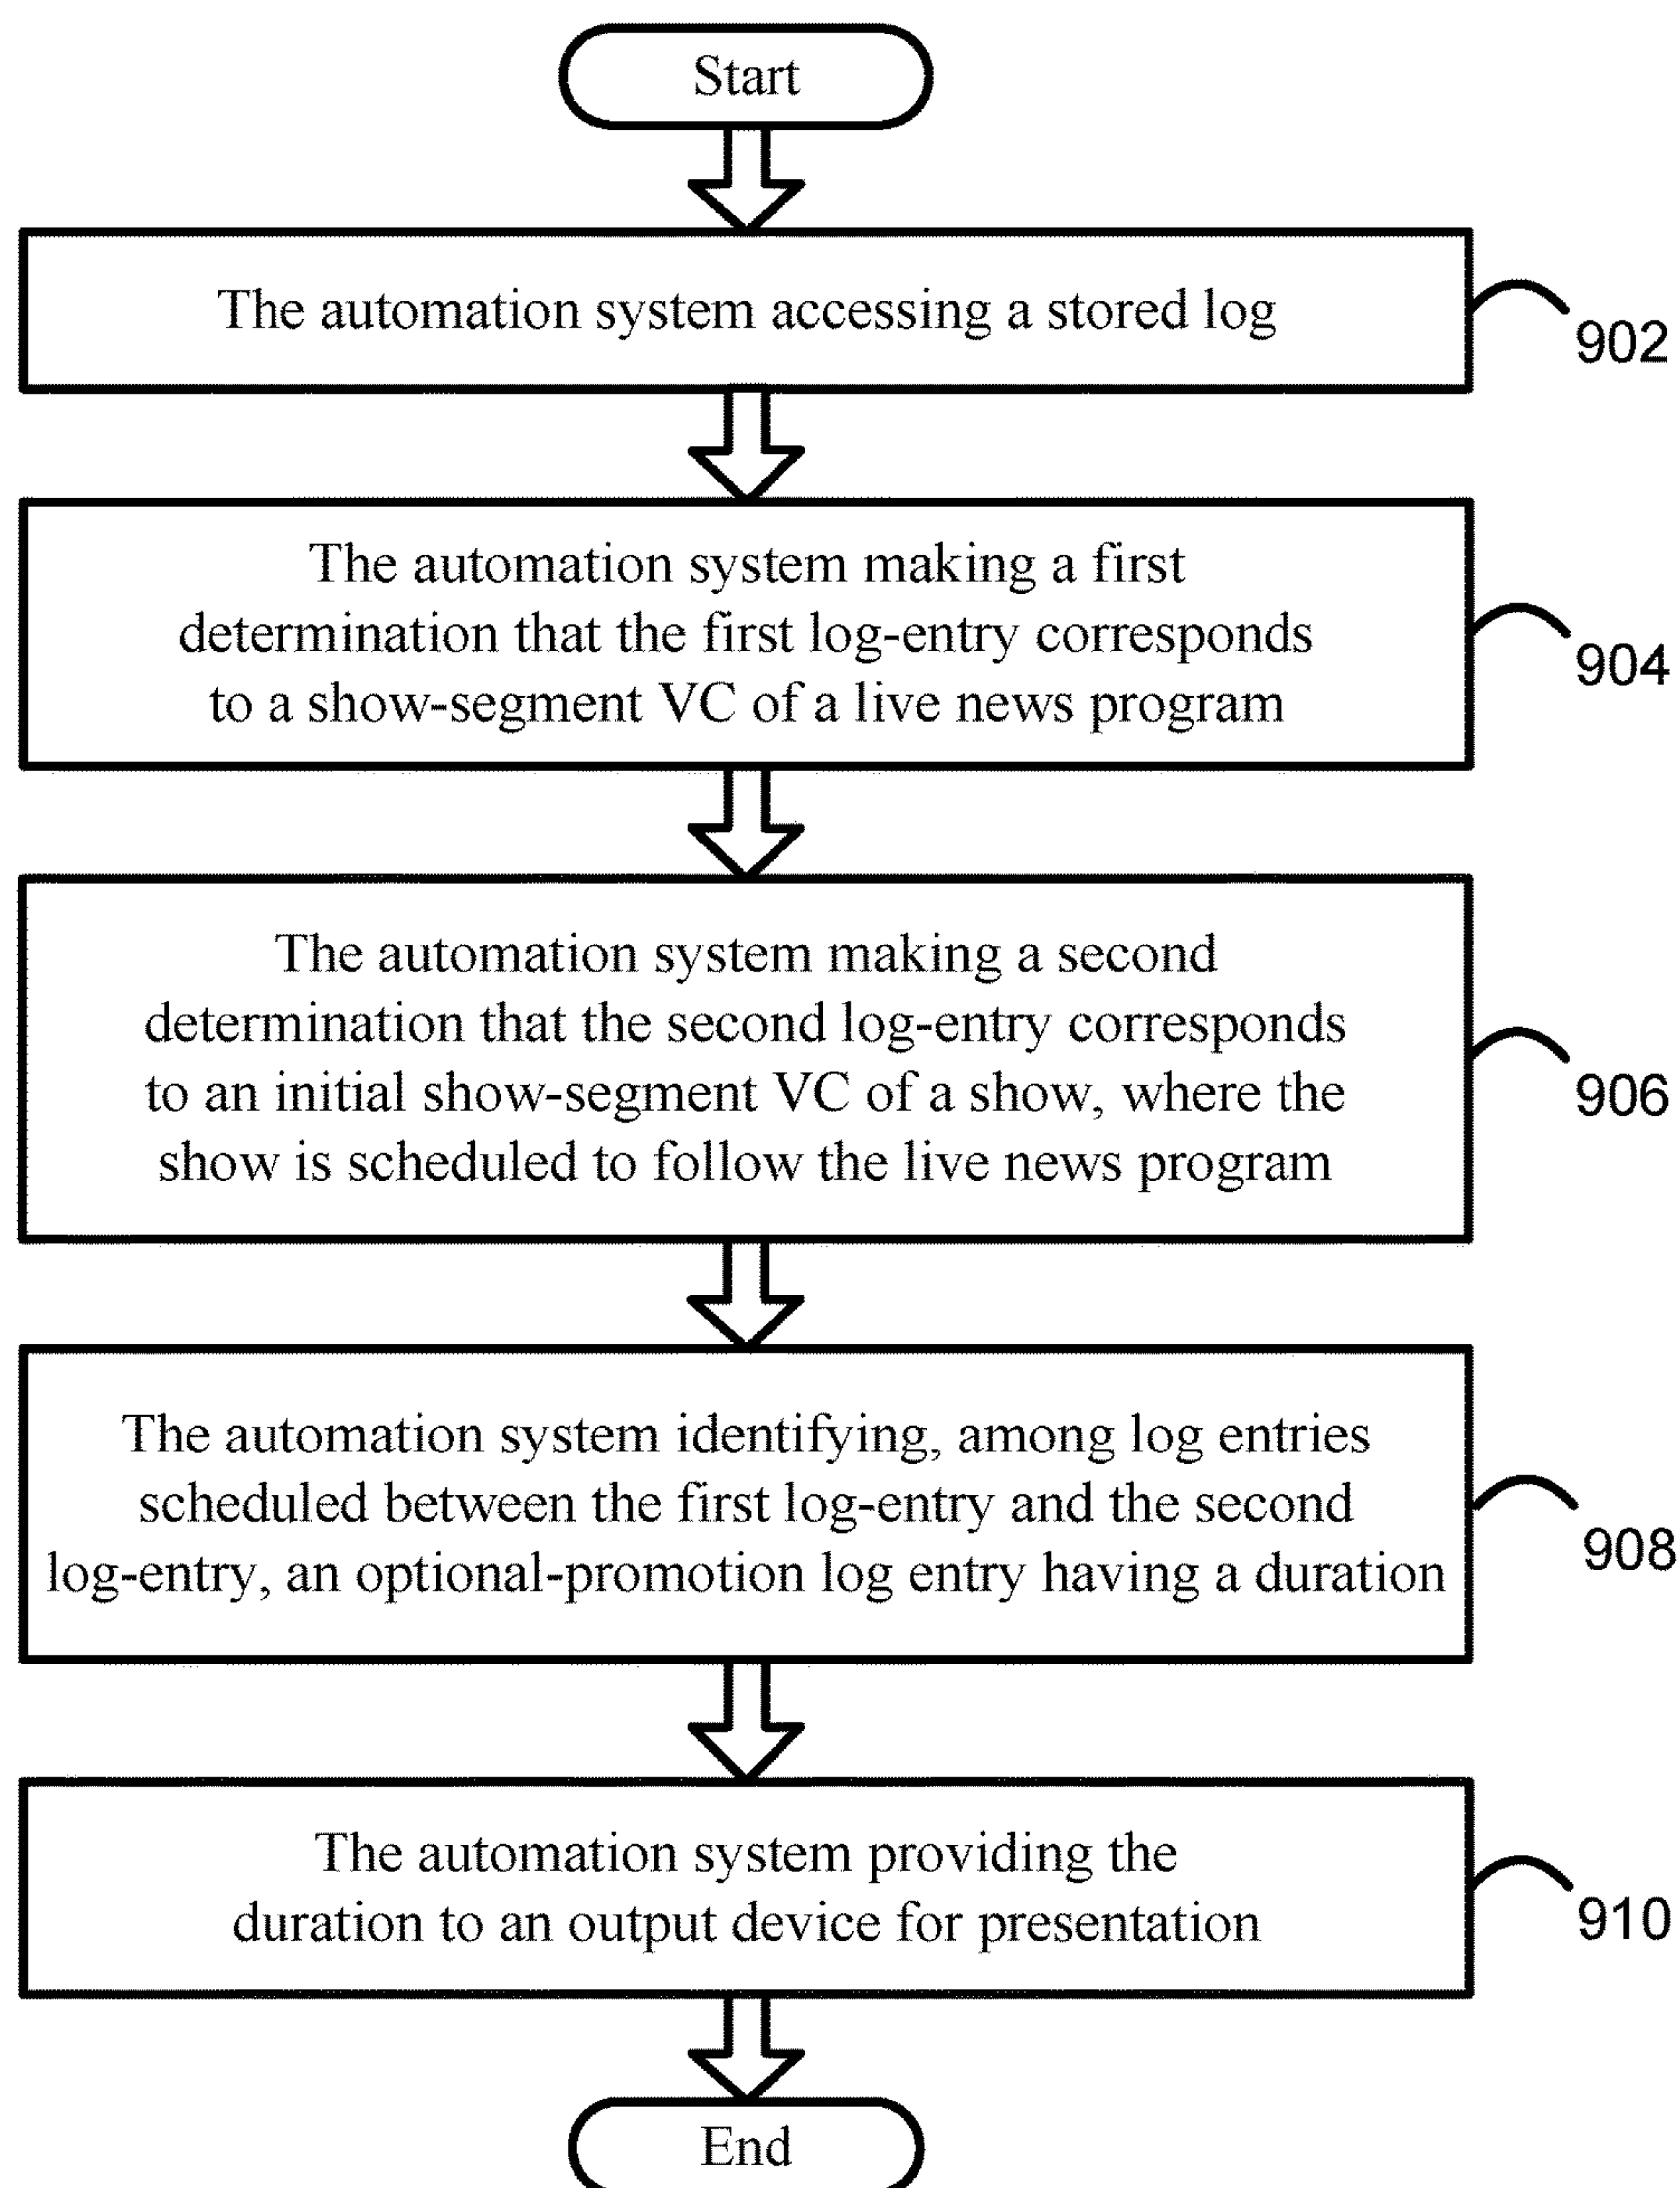 Start
The automation system accessing a stored log
902
The automation system making a first
determination that the first log-entry corresponds
to a show-segment VC of a live news program
904
The automation system making a second
determination that the second log-entry corresponds
to an initial show-segment VC of a show, where the
show is scheduled to follow the live news program
906
The automation system identifying, among log entries
scheduled between the first log-entry and the second
log-entry, an optional-promotion log entry having a duration
908
The automation system providing the
duration to an output device for presentation
910
End